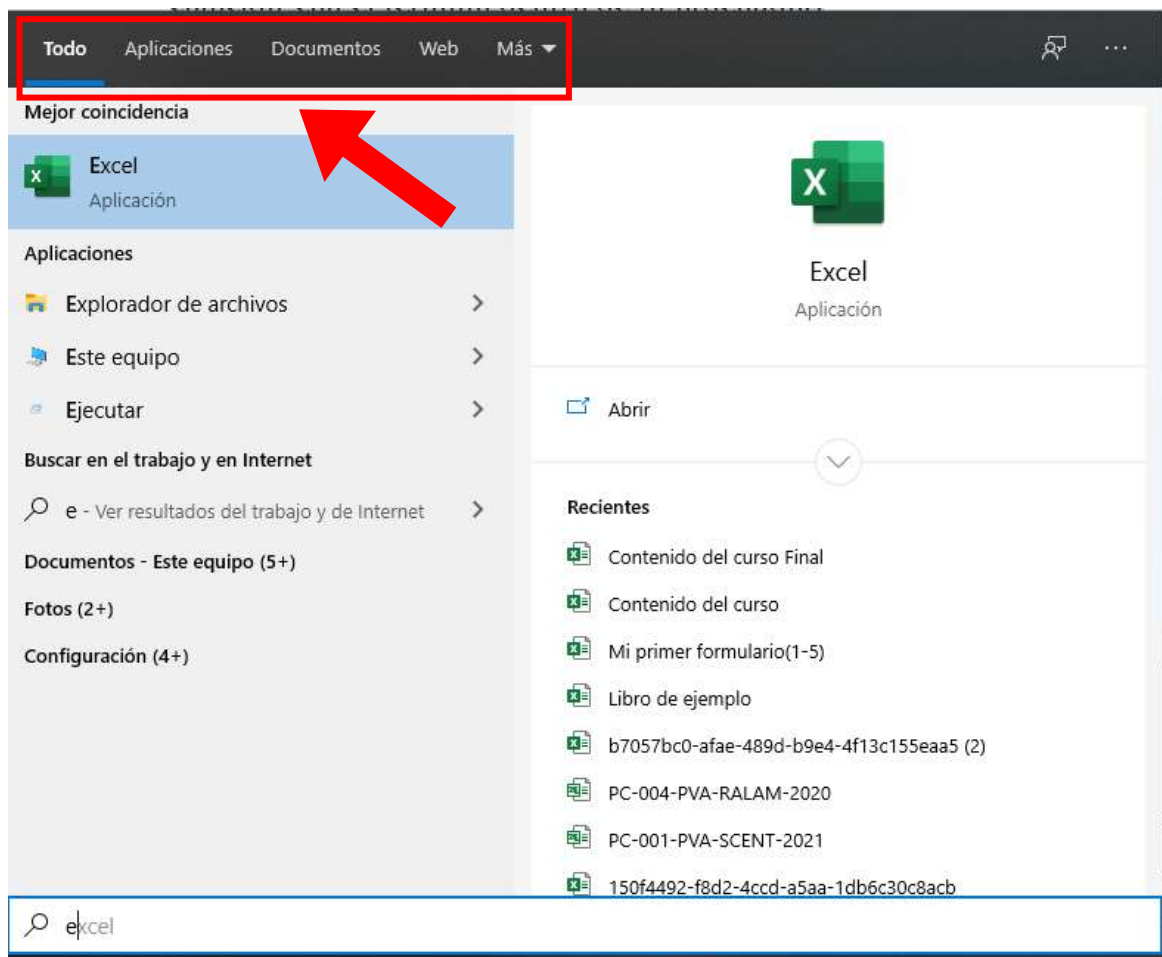 Todo Aplicaciones Documentos Web Más
Mejor coincidencia
Excel
Aplicación
Aplicaciones
Explorador de archivos
Este equipo
Ejecutar
Buscar en el trabajo y en Internet
e - Ver resultados del trabajo y de Internet
Documentos - Este equipo (5+)
Fotos (2+)
Configuración (4+)
X
Excel
Aplicación
Abrir
Recientes
Contenido del curso Final
Contenido del curso
Mi primer formulario(1-5)
Libro de ejemplo
b7057bc0-afae-489d-b9e4-4f13c155eaa5 (2)
PC-004-PVA-RALAM-2020
PC-001-PVA-SCENT-2021
150f4492-f8d2-4ccd-a5aa-1db6c30c8acb
excel